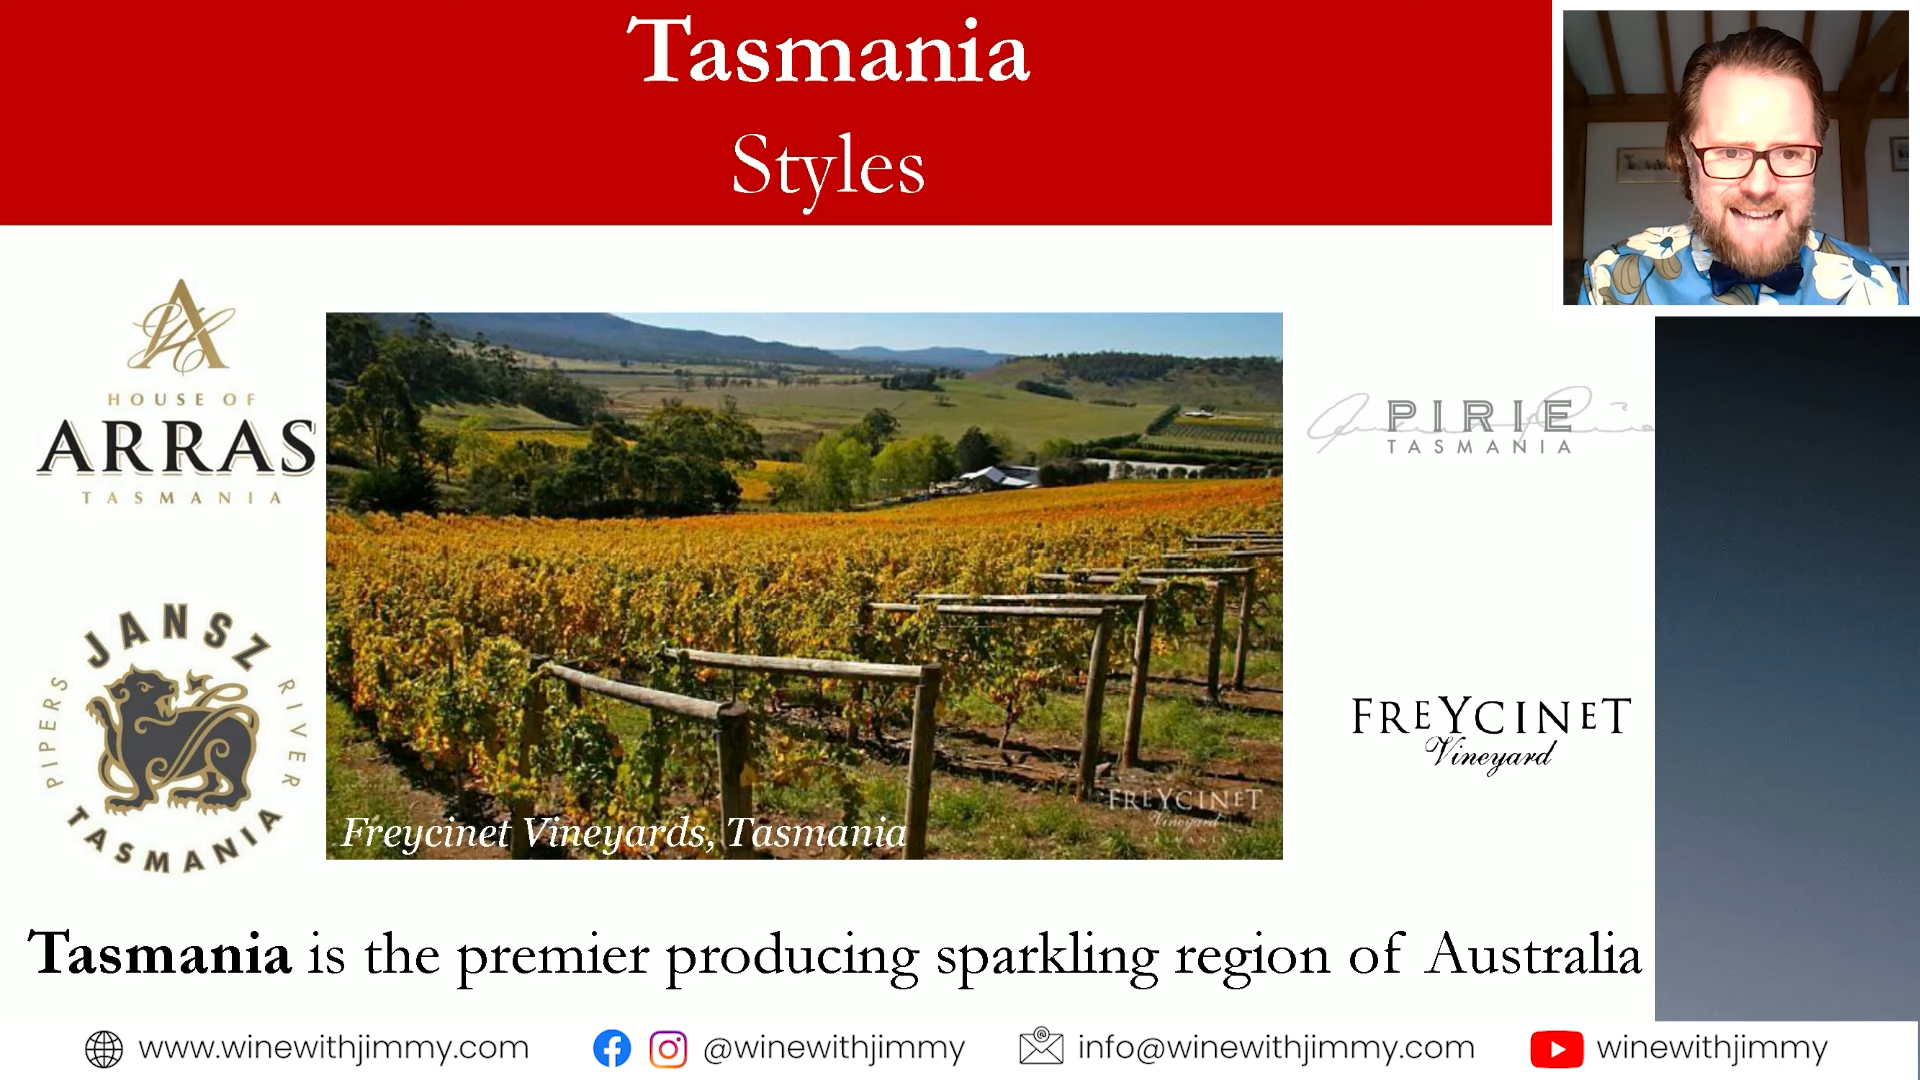 Tasmania
Styles
HOUSE OF
ARRAS
TASMANIA
JANSZ
PIPERS RIVER
TASMANIA
PIRIE
TASMANIA
FREYCINET
Vineyard
FREYCINET
Vineyard
Freycinet Vineyards, Tasmania
Tasmania is the premier producing sparkling region of Australia
www.winewithjimmy.com
@winewithjimmy
info@winewithjimmy.com
winewithjimmy